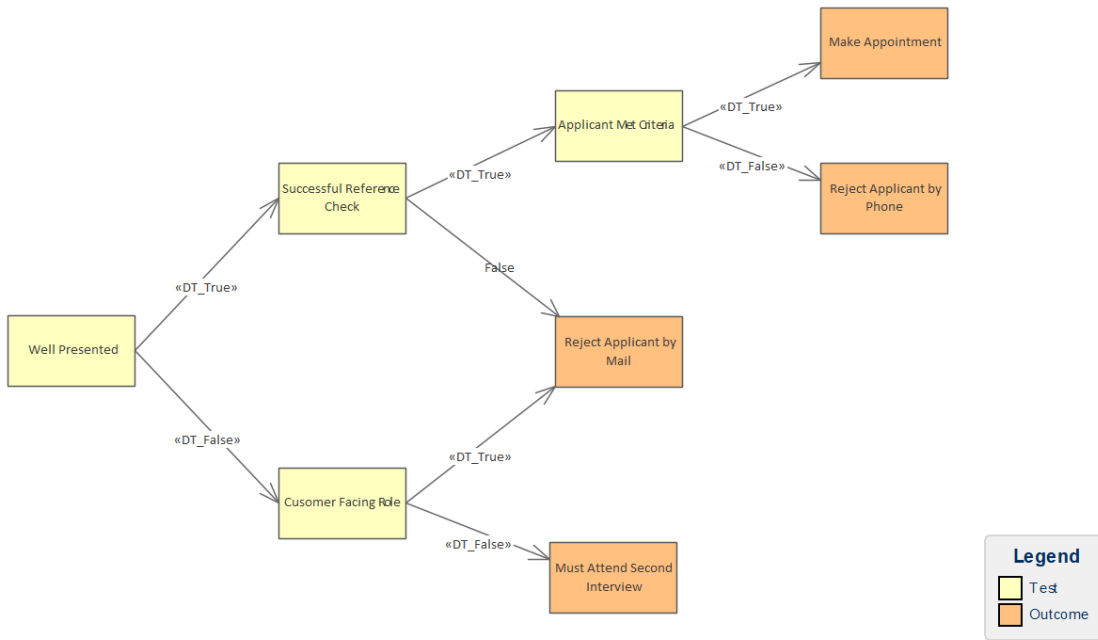 Make Appointment
«DT_True»
Applicant Met Criteria
«DT_False»
Reject Applicant by
Phone
«DT_True»
Successful Reference
Check
False
«DT_True»
Well Presented
Reject Applicant by
Mail
«DT_False»
«DT_True»
Cusomer Facing Role
«DT_False»
Must Attend Second
Interview
Legend
Test
Outcome